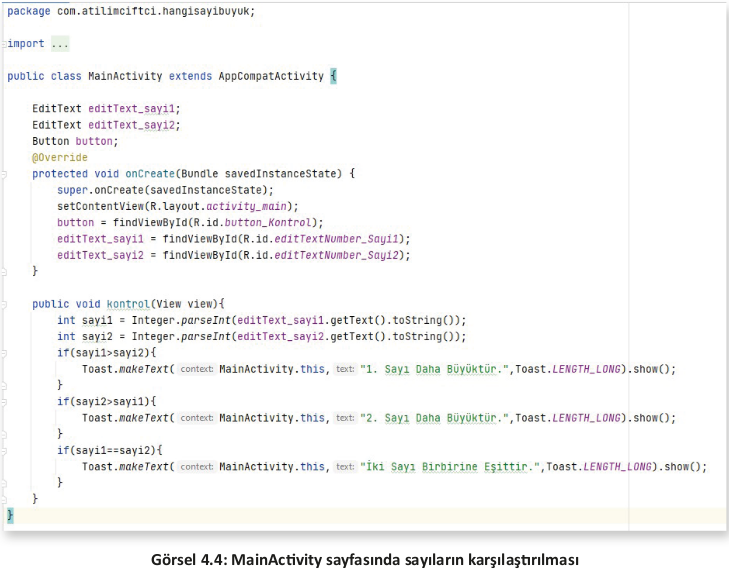 package com.atilimciftci.hangisayibuyuk;
import ...
public class MainActivity extends AppCompatActivity {
EditText editText_sayi1;
EditText editText_sayi2;
Button button;
@Override
protected void onCreate(Bundle savedInstanceState) {
super.onCreate(savedInstanceState);
setContentView(R.layout.activity_main);
button = findViewById(R.id.button_Kontrol);
editText_sayi1 = findViewById(R.id.editTextNumber_Sayi1);
editText_sayi2 = findViewById(R.id.editTextNumber_Sayi2);
}
public void kontrol(View view){
int sayi1 = Integer.parseInt(editText_sayi1.getText().toString());
int sayi2 = Integer.parseInt(editText_sayi2.getText().toString());
if(sayi1>sayi2){
Toast.makeText( context: MainActivity.this, text: "1. Sayı Daha Büyüktür.",Toast.LENGTH_LONG).show();
}
if(sayi2>sayi1){
Toast.makeText( context: MainActivity.this, text: "2. Sayı Daha Büyüktür.",Toast.LENGTH_LONG).show();
}
if(sayi1==sayi2){
Toast.makeText( context: MainActivity.this, text: "İki Sayı Birbirine Eşittir.",Toast.LENGTH_LONG).show();
}
}
}
Görsel 4.4: MainActivity sayfasında sayıların karşılaştırılması